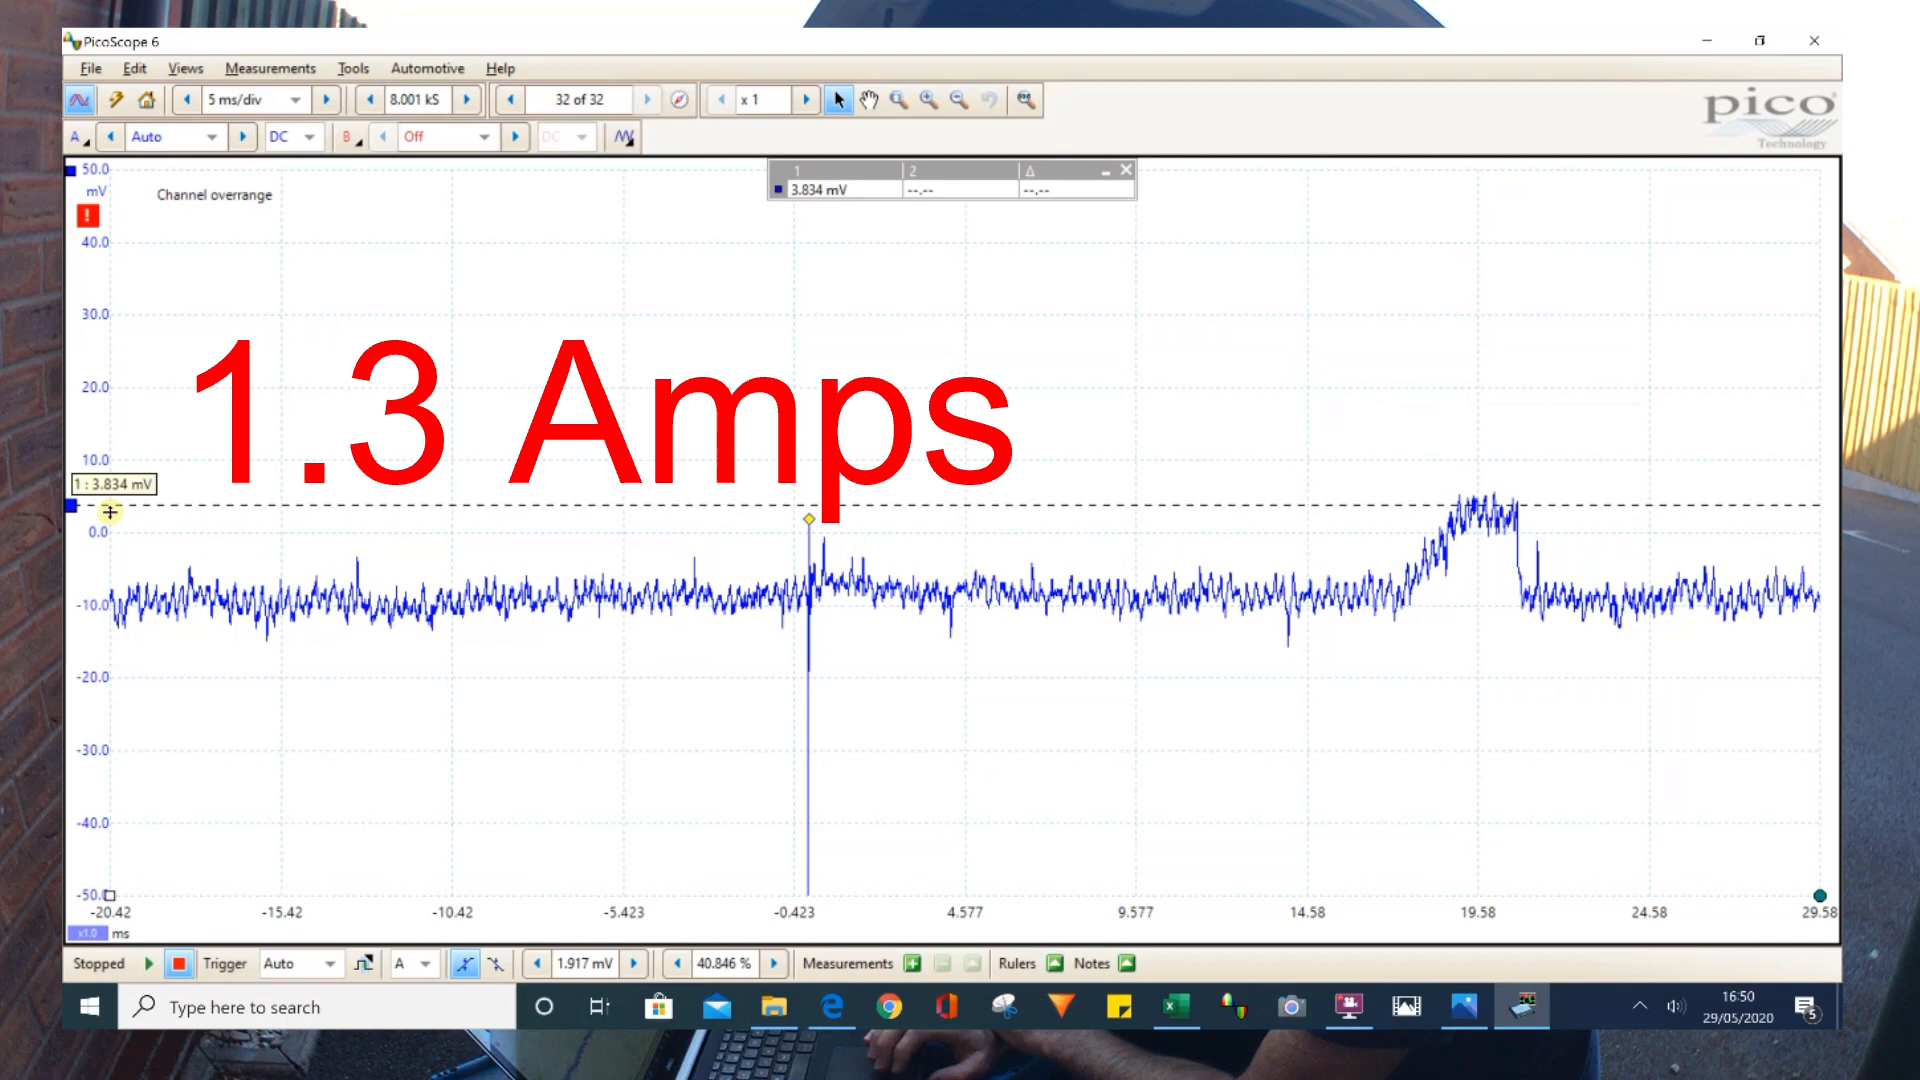 PicoScope 6
File Edit Views Measurements Tools Automotive Help
5 ms/div 8.001 kS 32 of 32 x 1
A Auto DC B Off DC
pico
Technology
1 2 Δ
3.834 mV --.-- --.--
50.0
mV
Channel overrange
40.0
30.0
20.0
10.0
1 : 3.834 mV
0.0
-10.0
-20.0
-30.0
-40.0
-50.0
1.3 Amps
-20.42 -15.42 -10.42 -5.423 -0.423 4.577 9.577 14.58 19.58 24.58 29.58
x1.0 ms
Stopped Trigger Auto A 1.917 mV 40.846 % Measurements Rulers Notes
Type here to search
16:50
29/05/2020
5